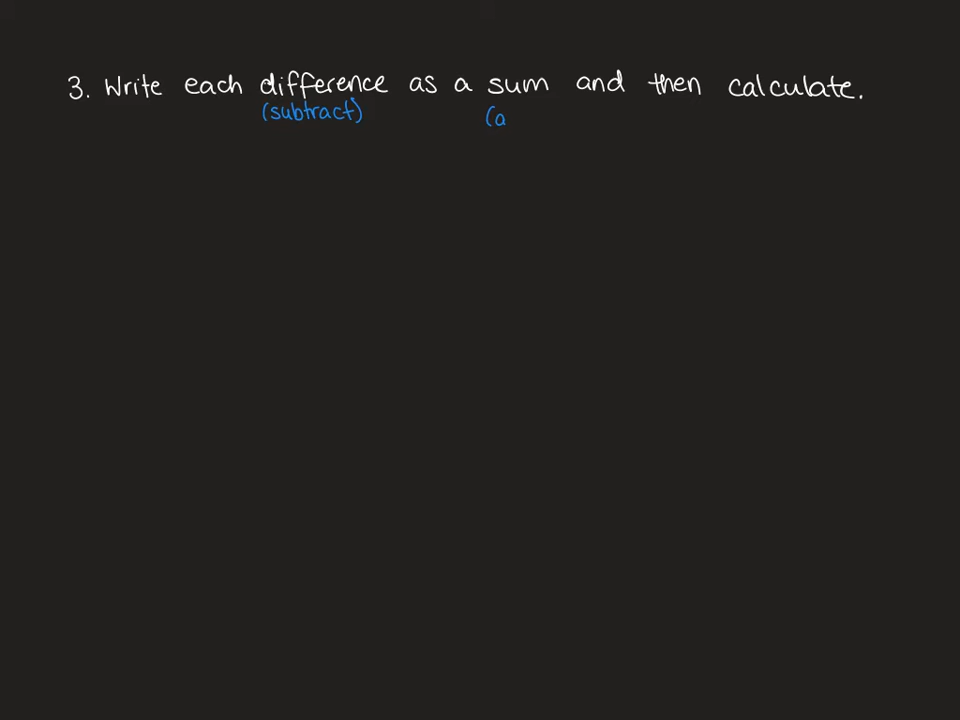 3. Write each difference as a sum and then calculate.
(subtract) (a